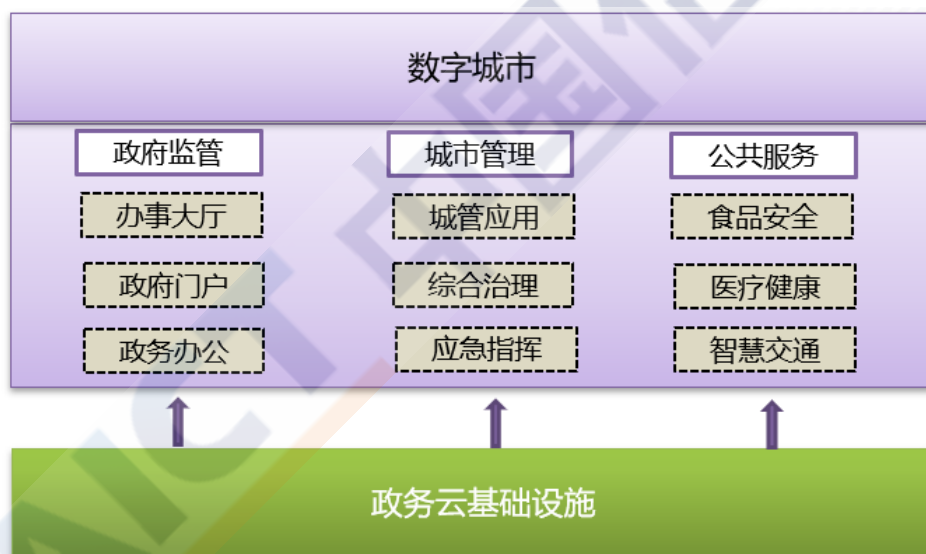 数字城市
政府监管
城市管理
公共服务
办事大厅
城管应用
食品安全
政府门户
综合治理
医疗健康
政务办公
应急指挥
智慧交通
政务云基础设施